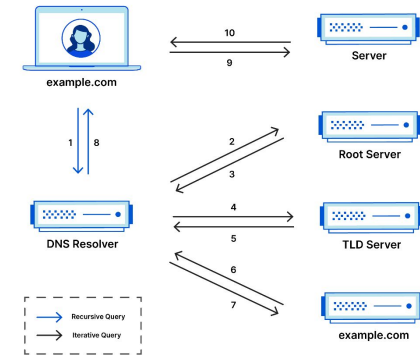 10
9
Server
example.com
1
8
2
3
Root Server
4
5
DNS Resolver
TLD Server
6
7
Recursive Query
Iterative Query
example.com